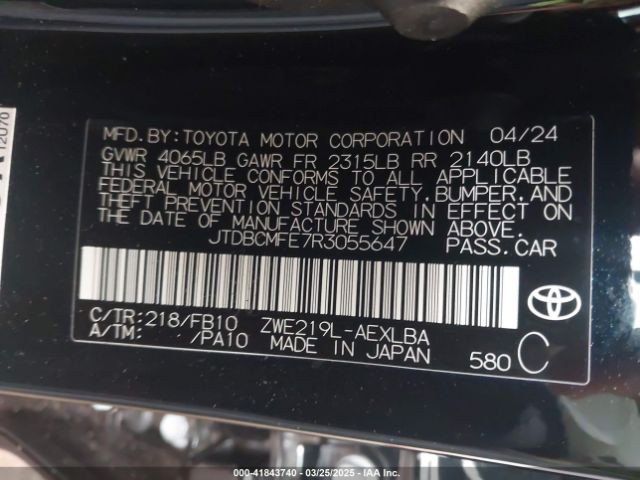 MFD.BY:TOYOTA MOTOR CORPORATION 04/24
GVWR 4065LB GAWR FR 2315LB RR 2140LB
THIS VEHICLE CONFORMS TO ALL APPLICABLE
FEDERAL MOTOR VEHICLE SAFETY,BUMPER,AND
THEFT PREVENTION STANDARDS IN EFFECT ON
THE DATE OF MANUFACTURE SHOWN ABOVE.
JTDBCMFE7R3055647 PASS.CAR
C/TR:218/FB10 ZWE219L-AEXLBA
A/TM: /PA10 MADE IN JAPAN 580 C
12U70
00-41843740 | 03/25/2025 | IAA Inc.